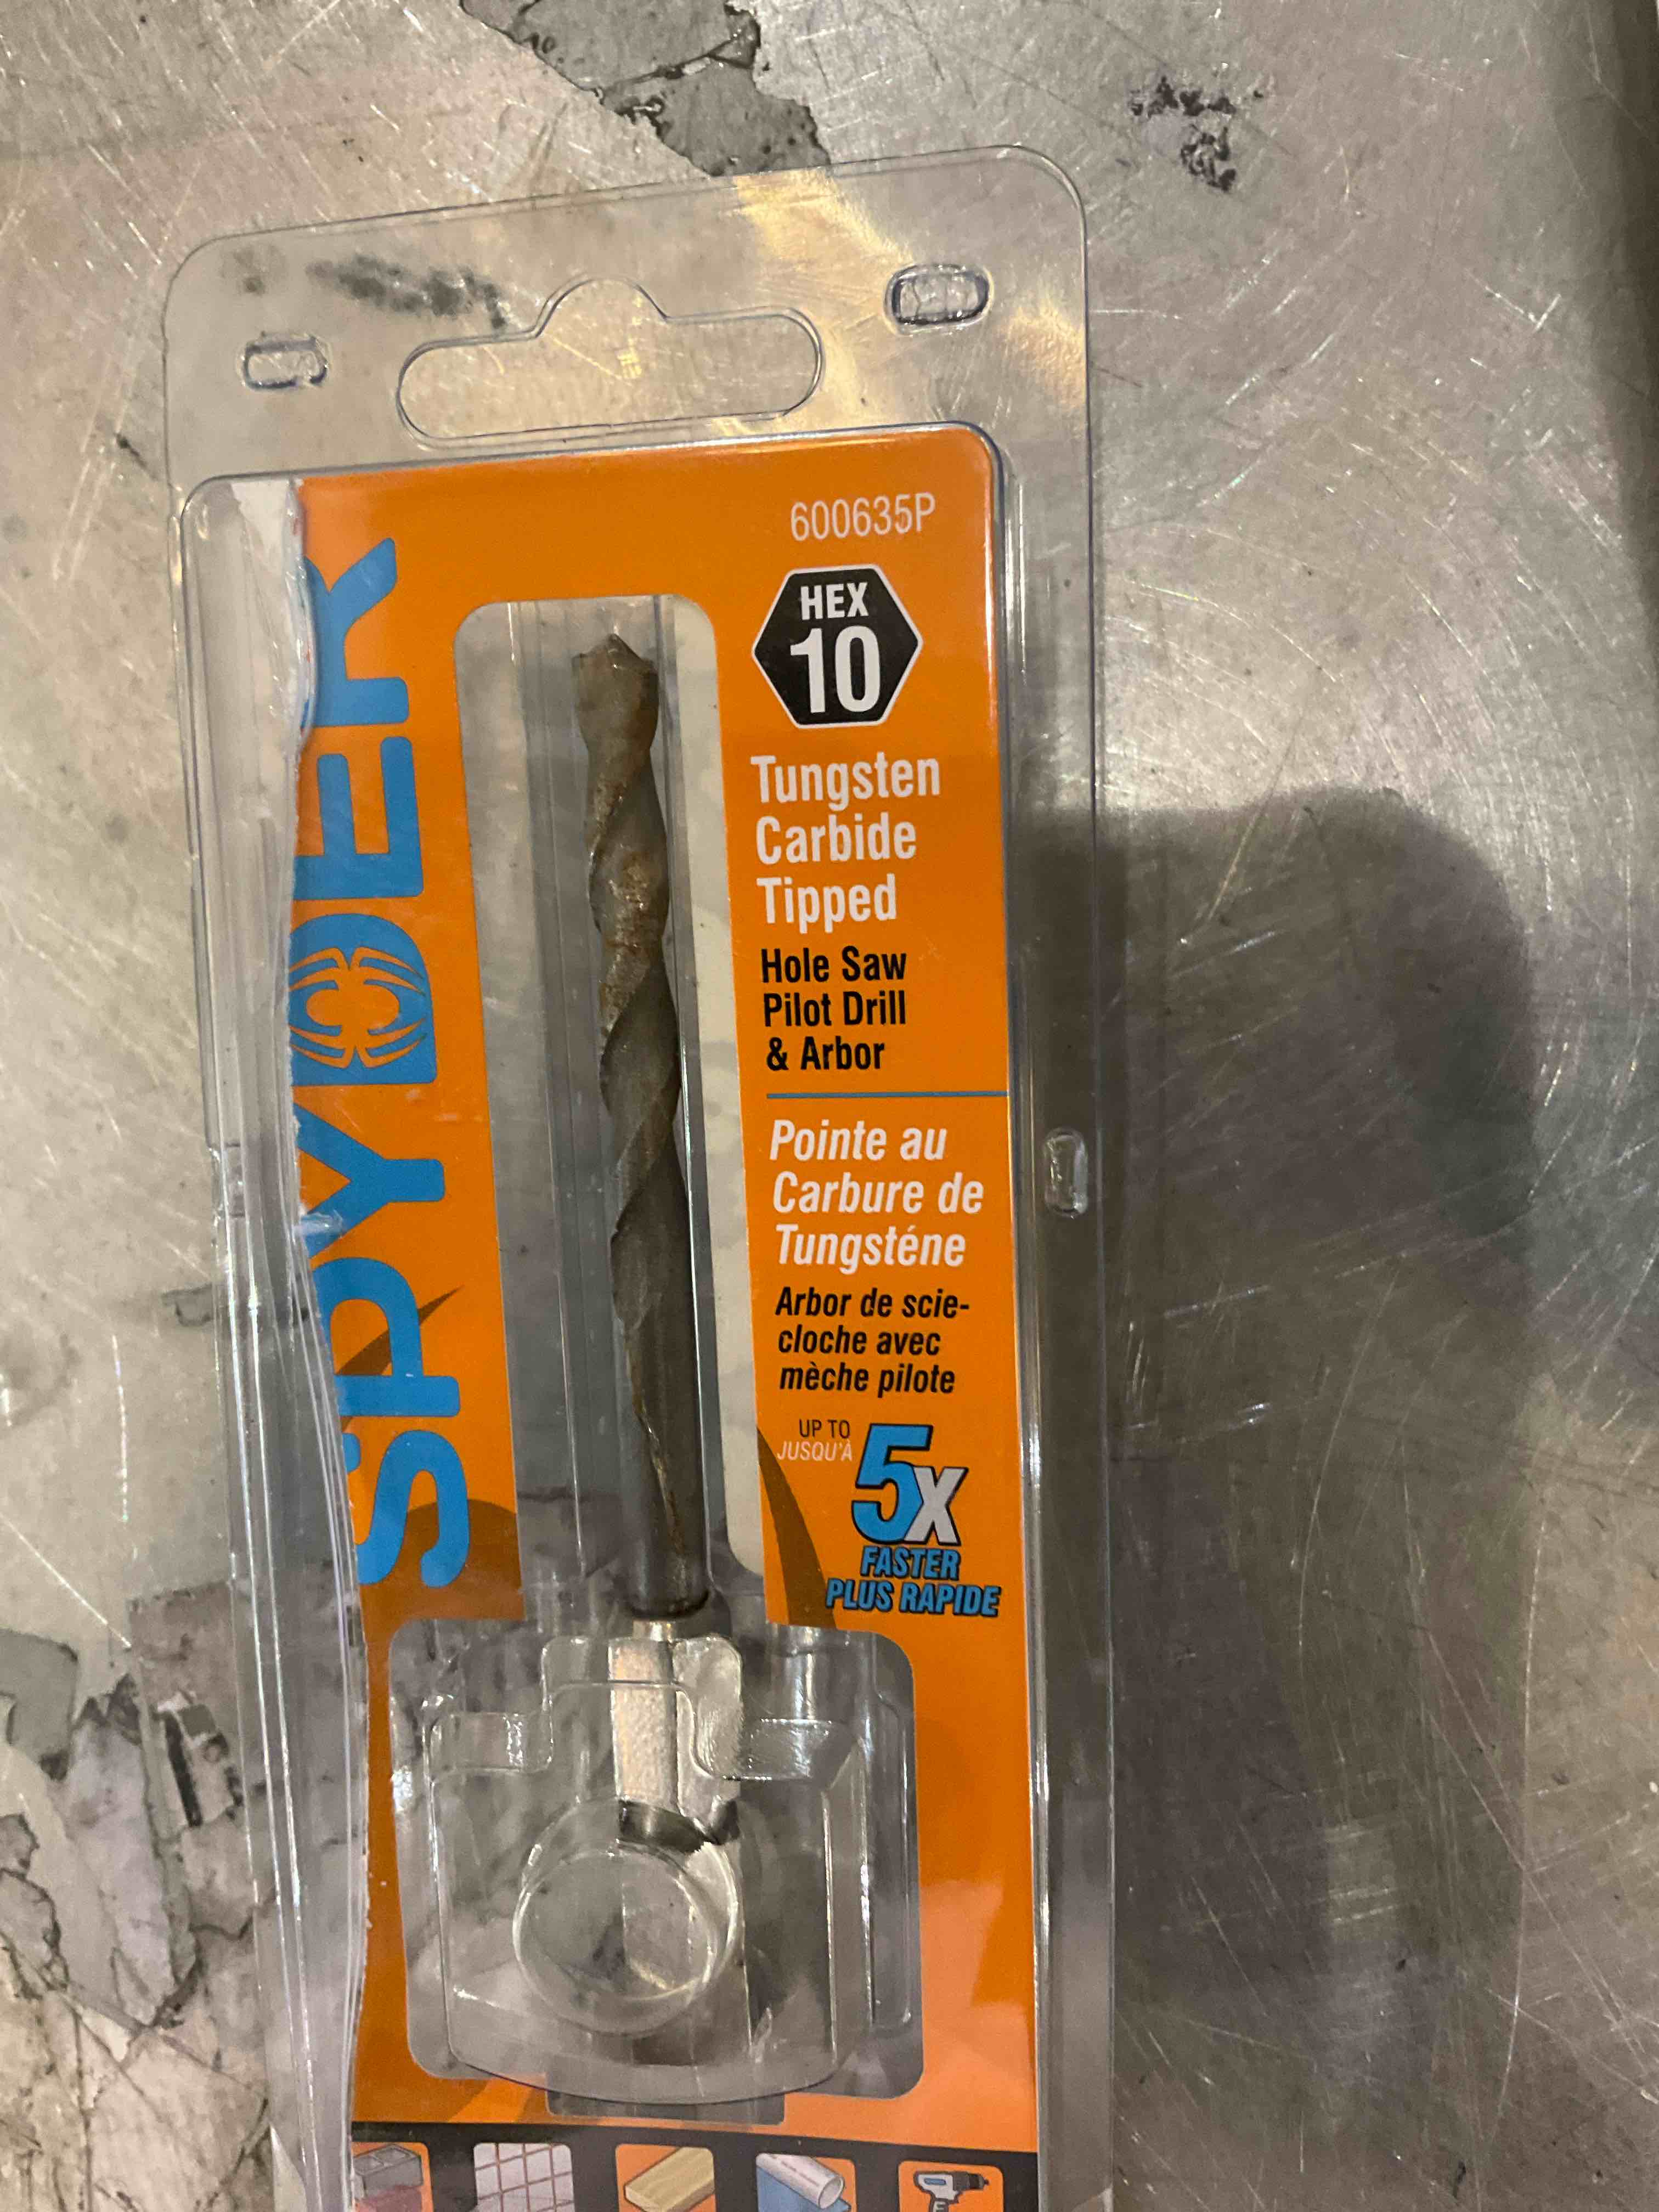 SPYDER
600635P
HEX
10
Tungsten
Carbide
Tipped
Hole Saw
Pilot Drill
& Arbor
Pointe au
Carbure de
Tungsténe
Arbor de scie-
cloche avec
mèche pilote
UP TO
JUSQU'À
5X
FASTER
PLUS RAPIDE